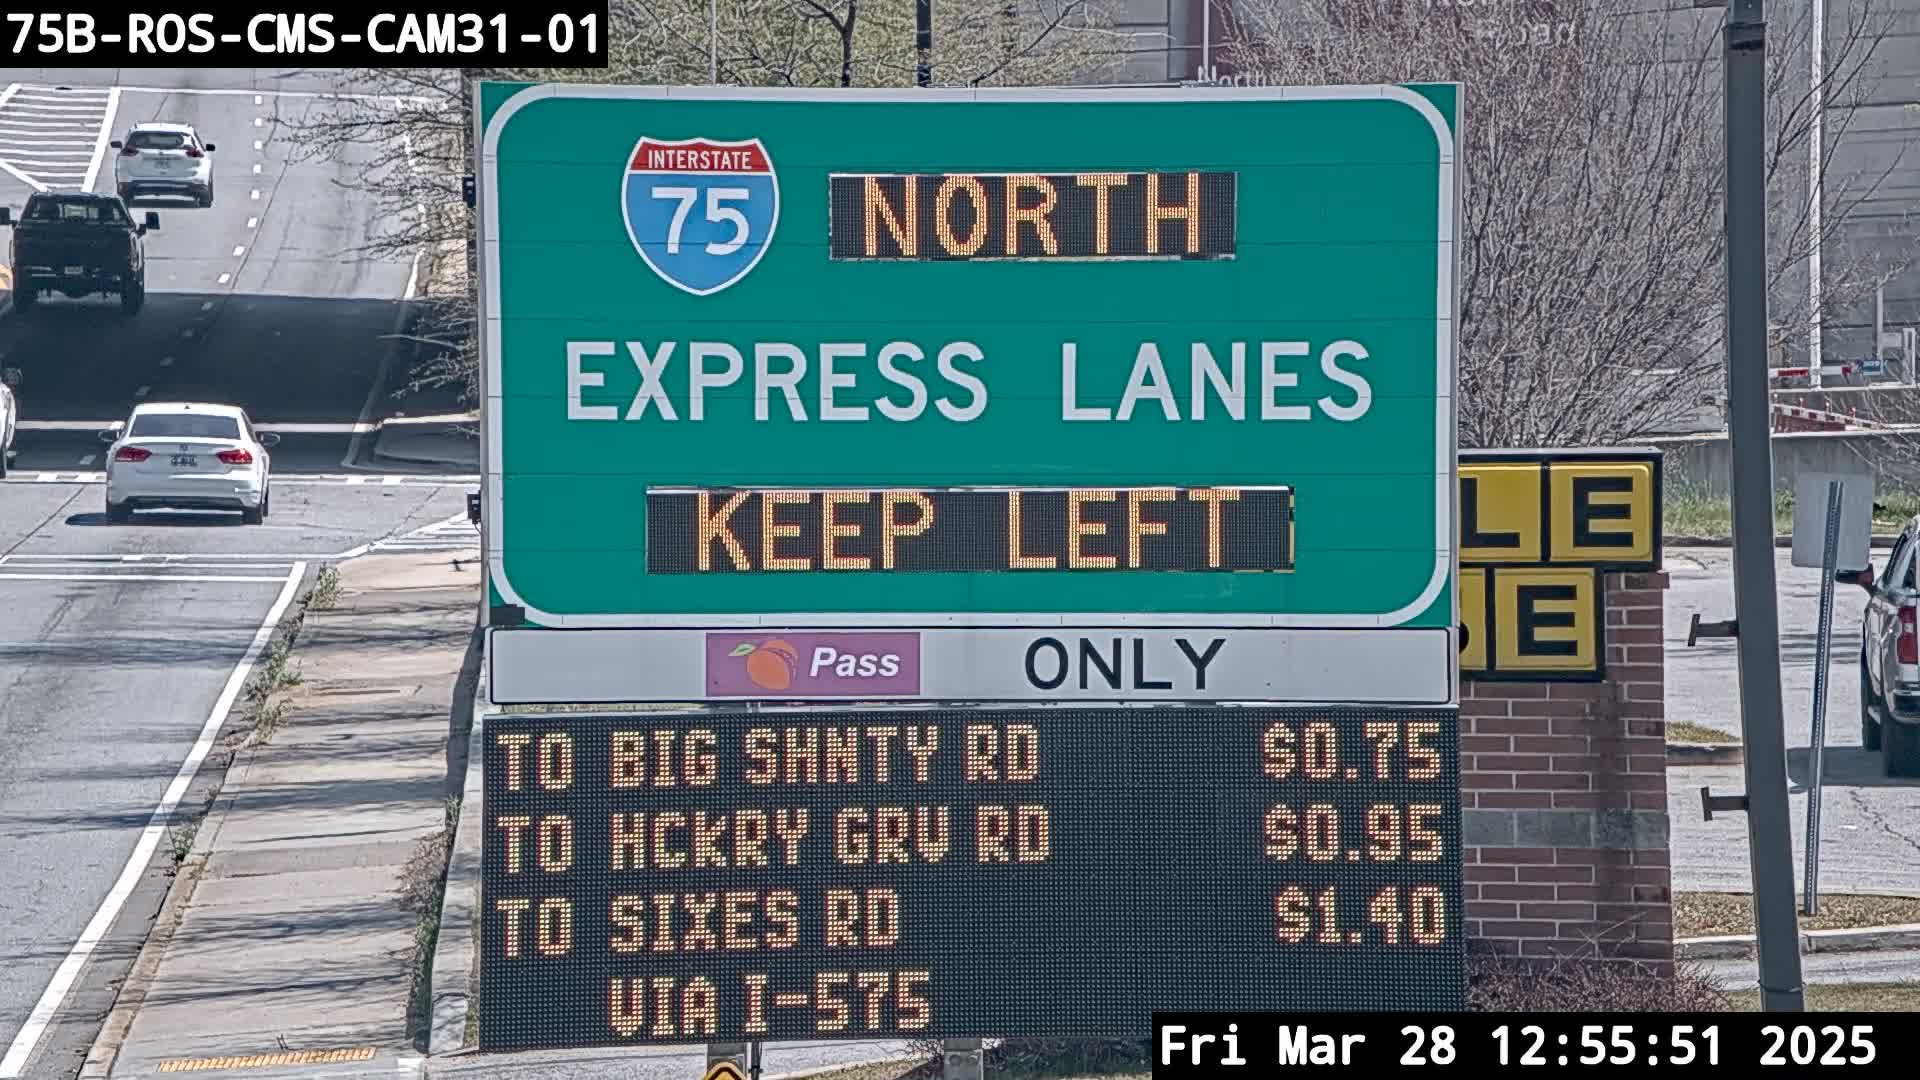 75B-ROS-CMS-CAM31-01
INTERSTATE
75
NORTH
EXPRESS LANES
KEEP LEFT
Pass ONLY
TO BIG SHNTY RD $0.75
TO HCKRY GRV RD $0.95
TO SIXES RD $1.40
VIA I-575
LE
E
Fri Mar 28 12:55:51 2025